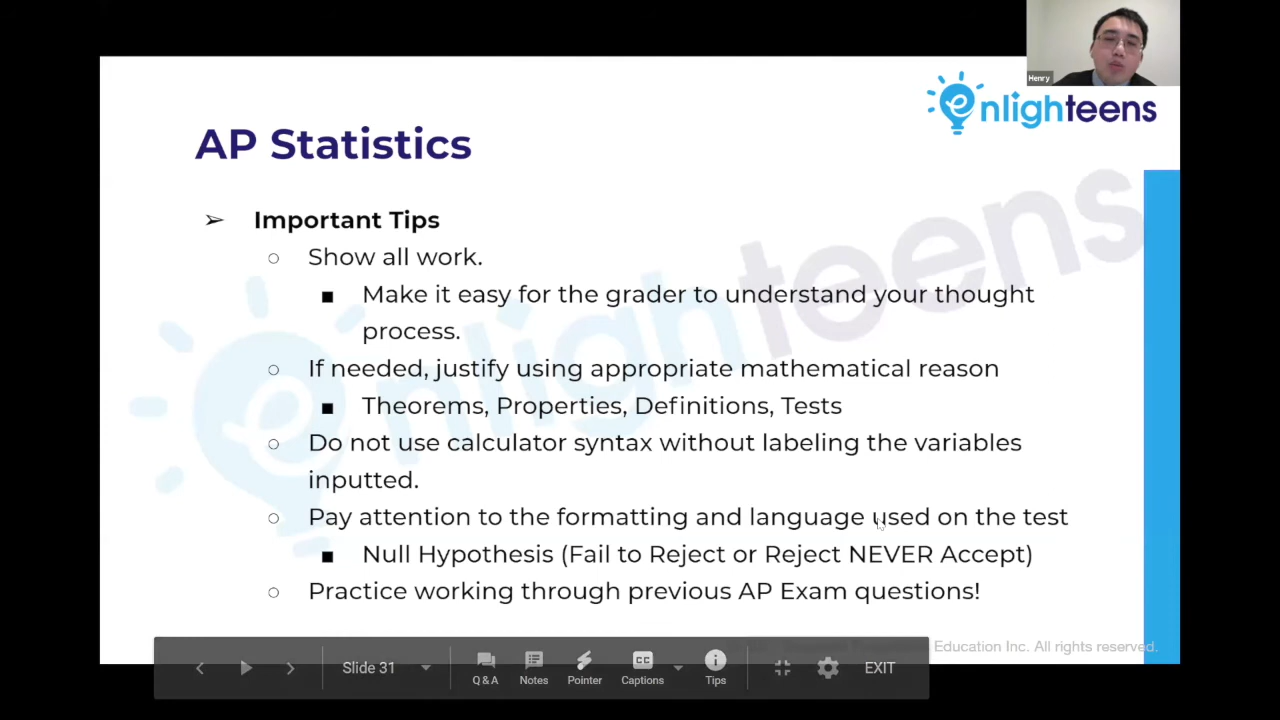 Henry
enlighteens
AP Statistics
➢ Important Tips
○ Show all work.
■ Make it easy for the grader to understand your thought
process.
○ If needed, justify using appropriate mathematical reason
■ Theorems, Properties, Definitions, Tests
○ Do not use calculator syntax without labeling the variables
inputted.
○ Pay attention to the formatting and language used on the test
■ Null Hypothesis (Fail to Reject or Reject NEVER Accept)
○ Practice working through previous AP Exam questions!
enlighteens
Education Inc. All rights reserved.
Slide 31
Q & A
Notes
Pointer
CC
Captions
Tips
EXIT